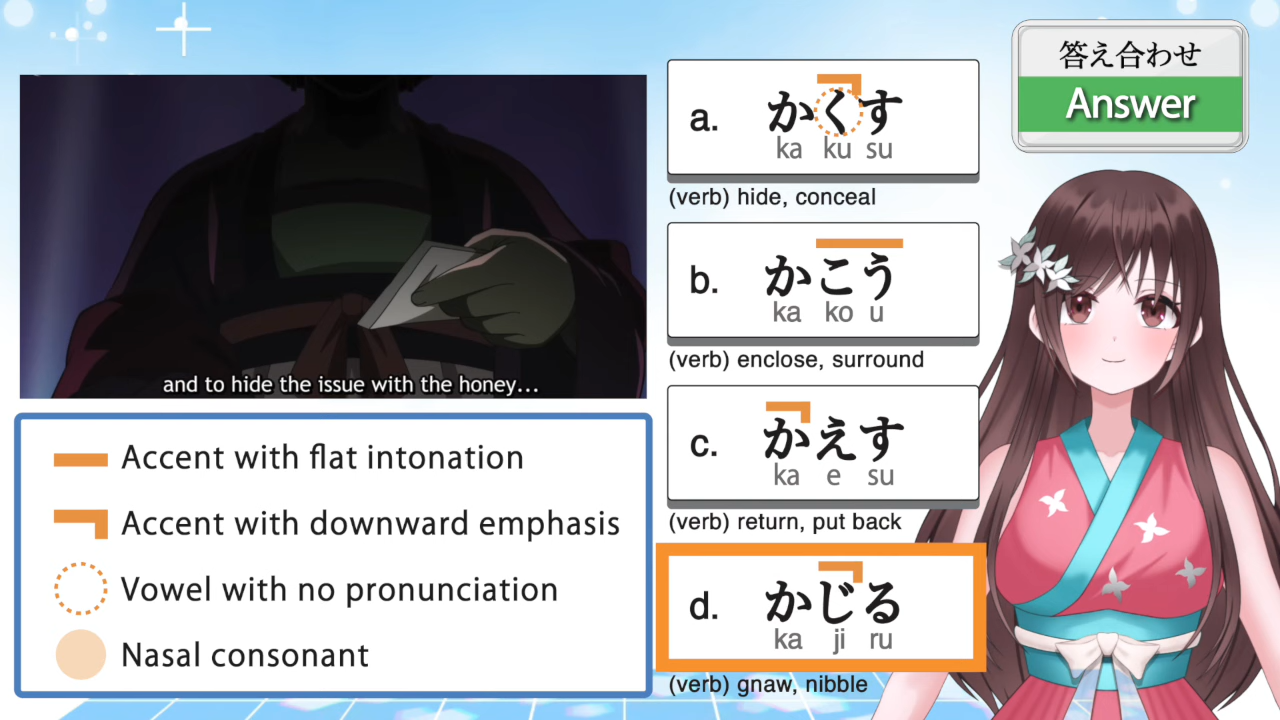 答え合わせ
Answer
and to hide the issue with the honey...
Accent with flat intonation
Accent with downward emphasis
Vowel with no pronunciation
Nasal consonant
a. かくす
ka ku su
(verb) hide, conceal
b. かこう
ka ko u
(verb) enclose, surround
c. かえす
ka e su
(verb) return, put back
d. かじる
ka ji ru
(verb) gnaw, nibble